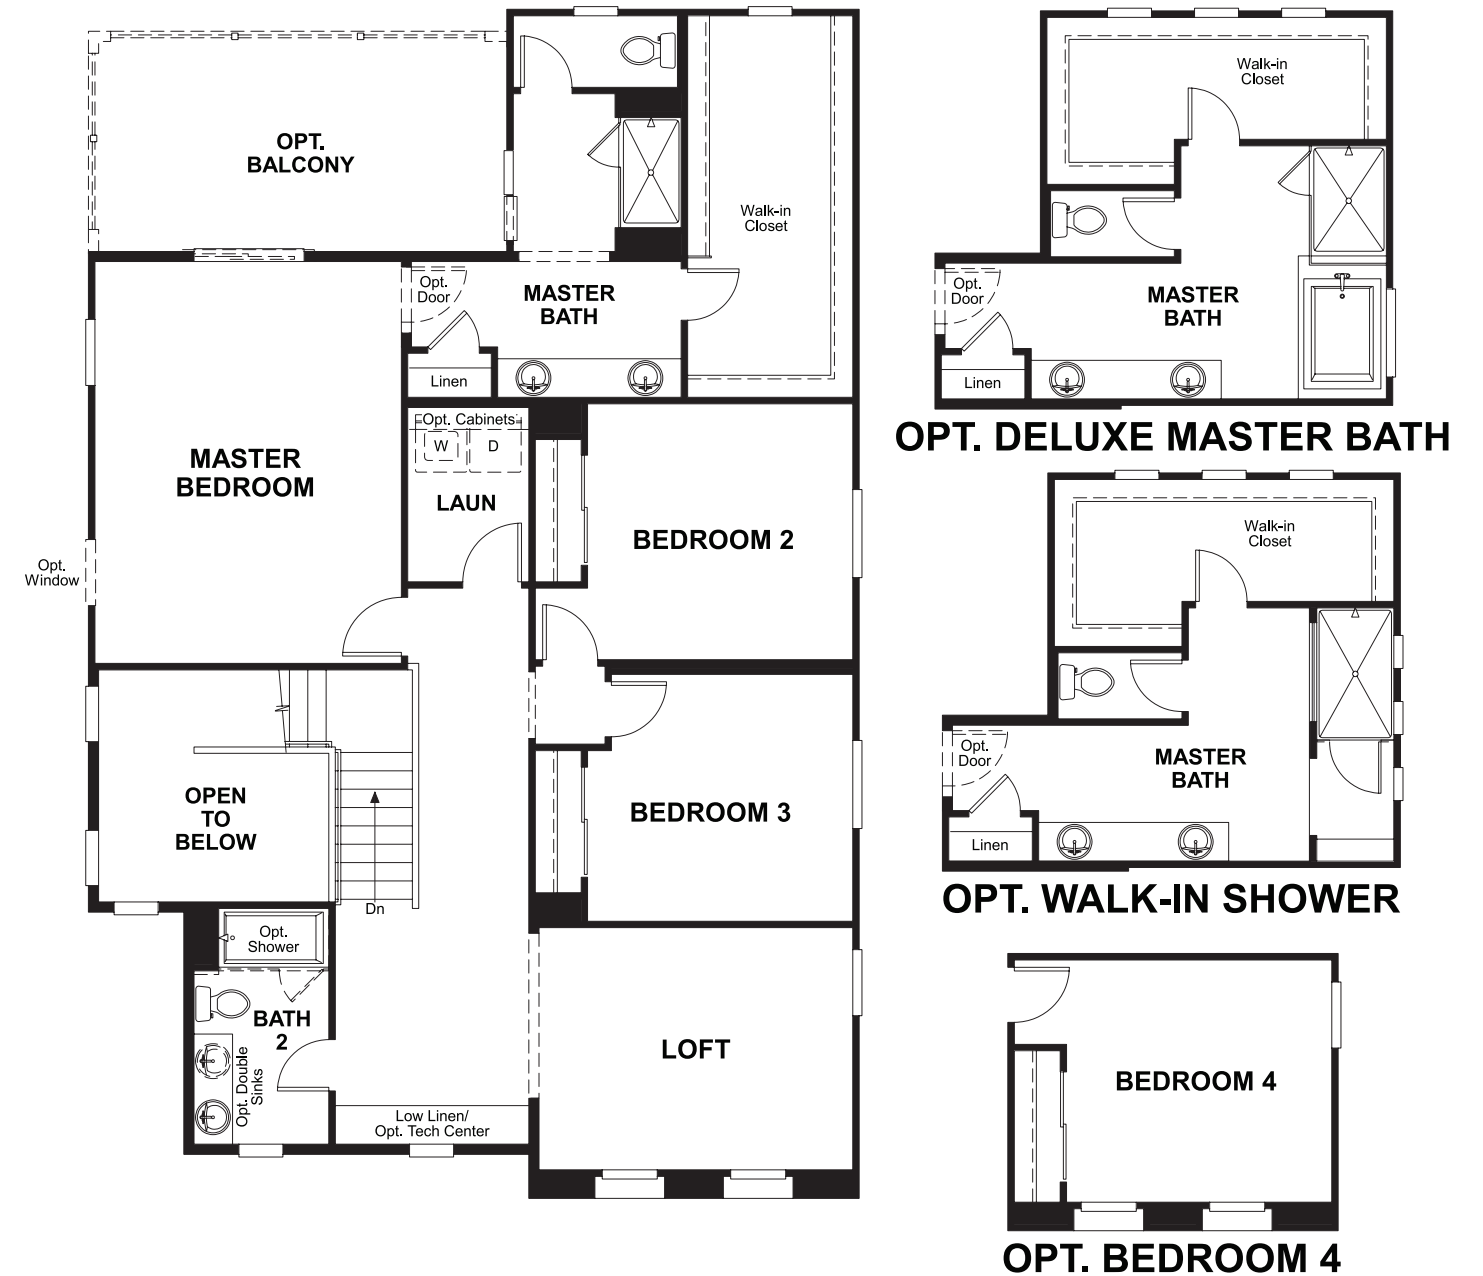 OPT.
BALCONY
Walk-in
Closet
Opt.
Door
MASTER
BATH
Linen
MASTER
BEDROOM
Opt. Cabinets
W
D
LAUN
BEDROOM 2
Opt.
Window
OPEN
TO
BELOW
Dn
BEDROOM 3
Opt.
Shower
BATH
2
Opt. Double
Sinks
LOFT
Low Linen/
Opt. Tech Center
Walk-in
Closet
Opt.
Door
MASTER
BATH
Linen
OPT. DELUXE MASTER BATH
Walk-in
Closet
Opt.
Door
MASTER
BATH
Linen
OPT. WALK-IN SHOWER
BEDROOM 4
OPT. BEDROOM 4